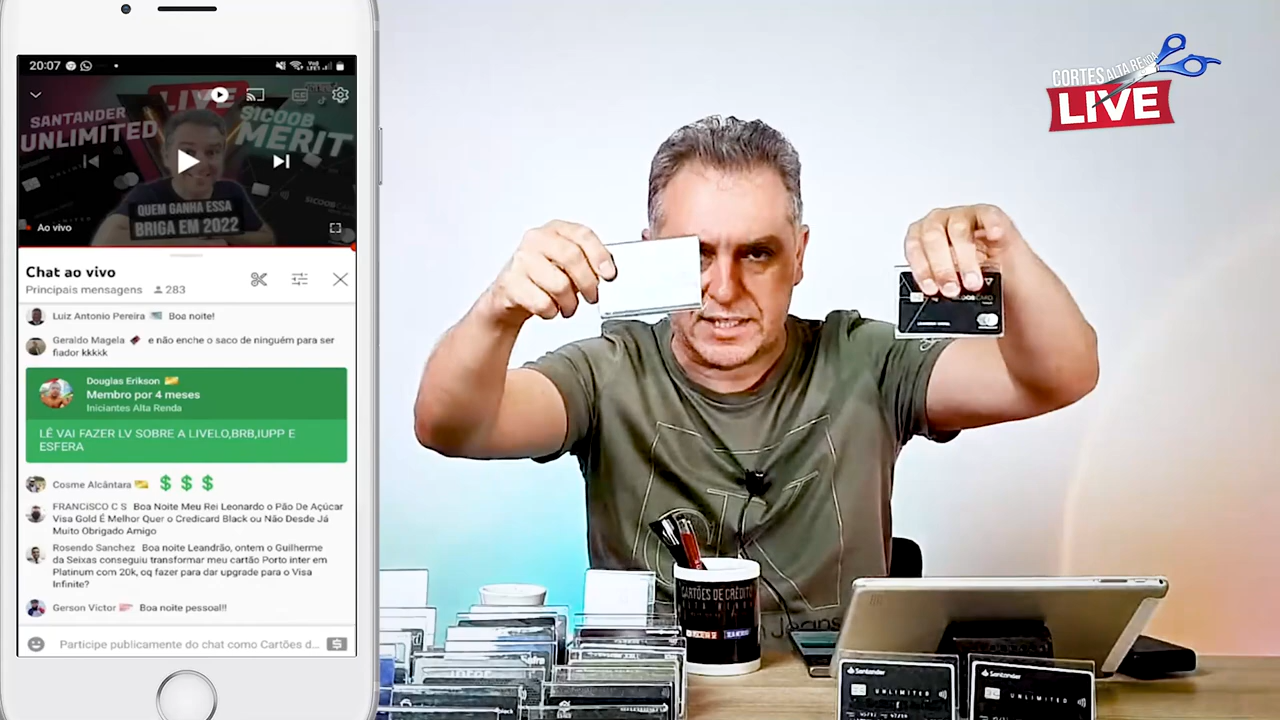 20:07
LIVE
SANTANDER
UNLIMITED
SICOOB
MERIT
QUEM GANHA ESSA
BRIGA EM 2022
Ao vivo
Chat ao vivo
Principais mensagens 283
Luiz Antonio Pereira Boa noite!
Geraldo Magela e não enche o saco de ninguém para ser
fiador kkkkk
Douglas Erikson
Membro por 4 meses
Iniciantes Alta Renda
LÊ VAI FAZER LV SOBRE A LIVELO,BRB,IUPP E
ESFERA
Cosme Alcântara $ $ $
FRANCISCO C S Boa Noite Meu Rei Leonardo o Pão De Açúcar
Visa Gold É Melhor Quer o Credicard Black ou Não Desde Já
Muito Obrigado Amigo
Rosendo Sanchez Boa noite Leandrão, ontem o Guilherme
da Seixas conseguiu transformar meu cartão Porto inter em
Platinum com 20k, oq fazer para dar upgrade para o Visa
Infinite?
Gerson Victor Boa noite pessoal!!
Participe publicamente do chat como Cartões d...
CORTES ALTA RENDA
LIVE
CARTÕES DE CRÉDITO
ALTA RENDA
Jeans
Santander
UNLIMITED
Santander
UNLIMITED